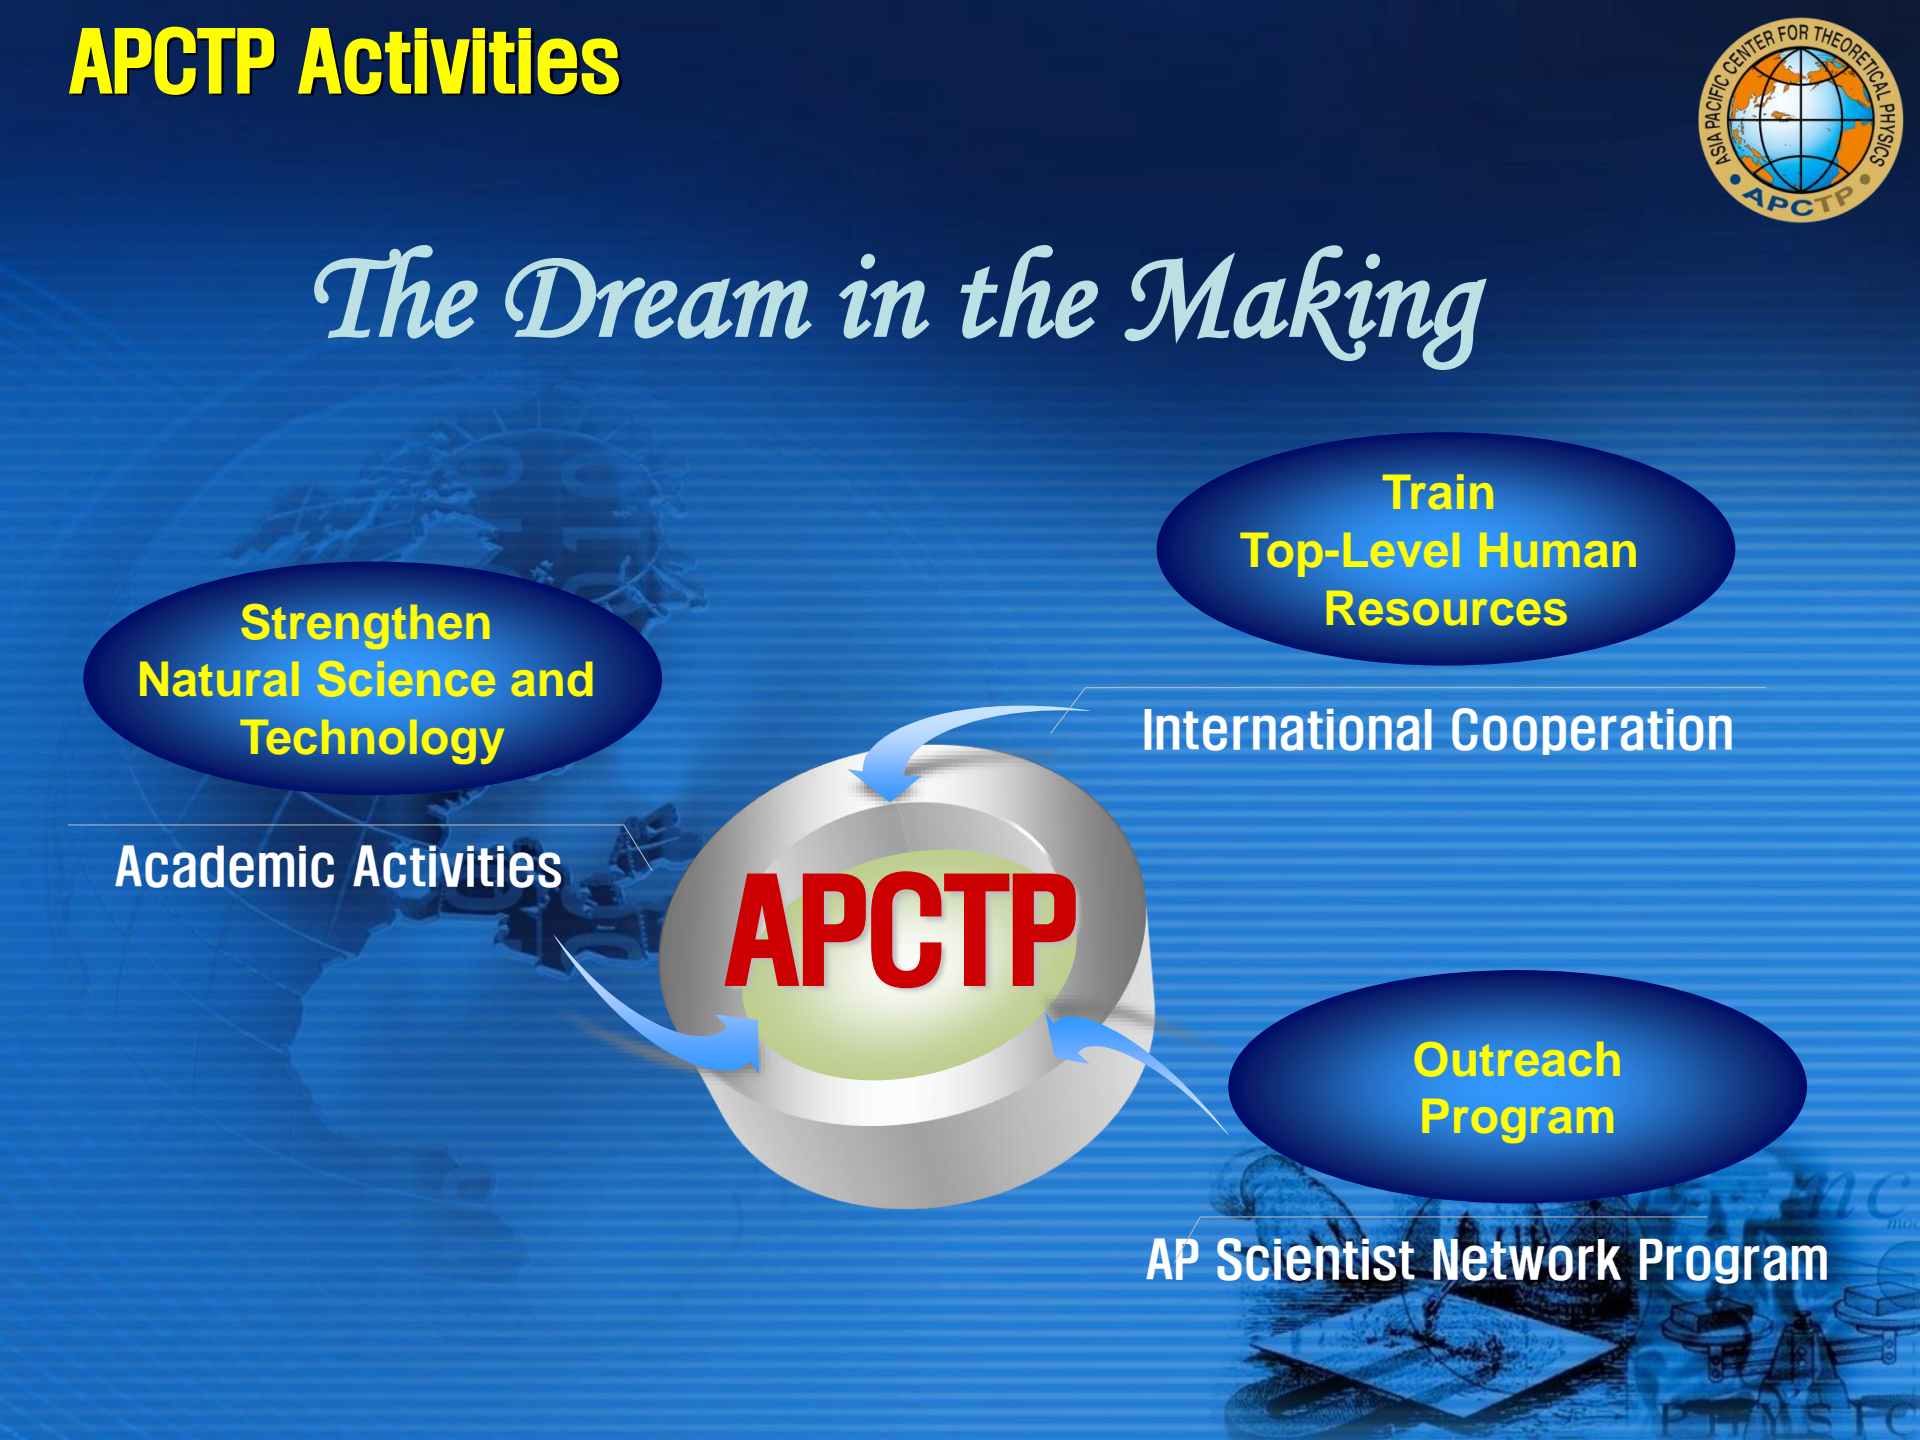 APCTP Activities
ASIA PACIFIC CENTER FOR THEORETICAL PHYSICS
APCTP
The Dream in the Making
Train
Top-Level Human
Resources
International Cooperation
Strengthen
Natural Science and
Technology
Academic Activities
APCTP
Outreach
Program
AP Scientist Network Program